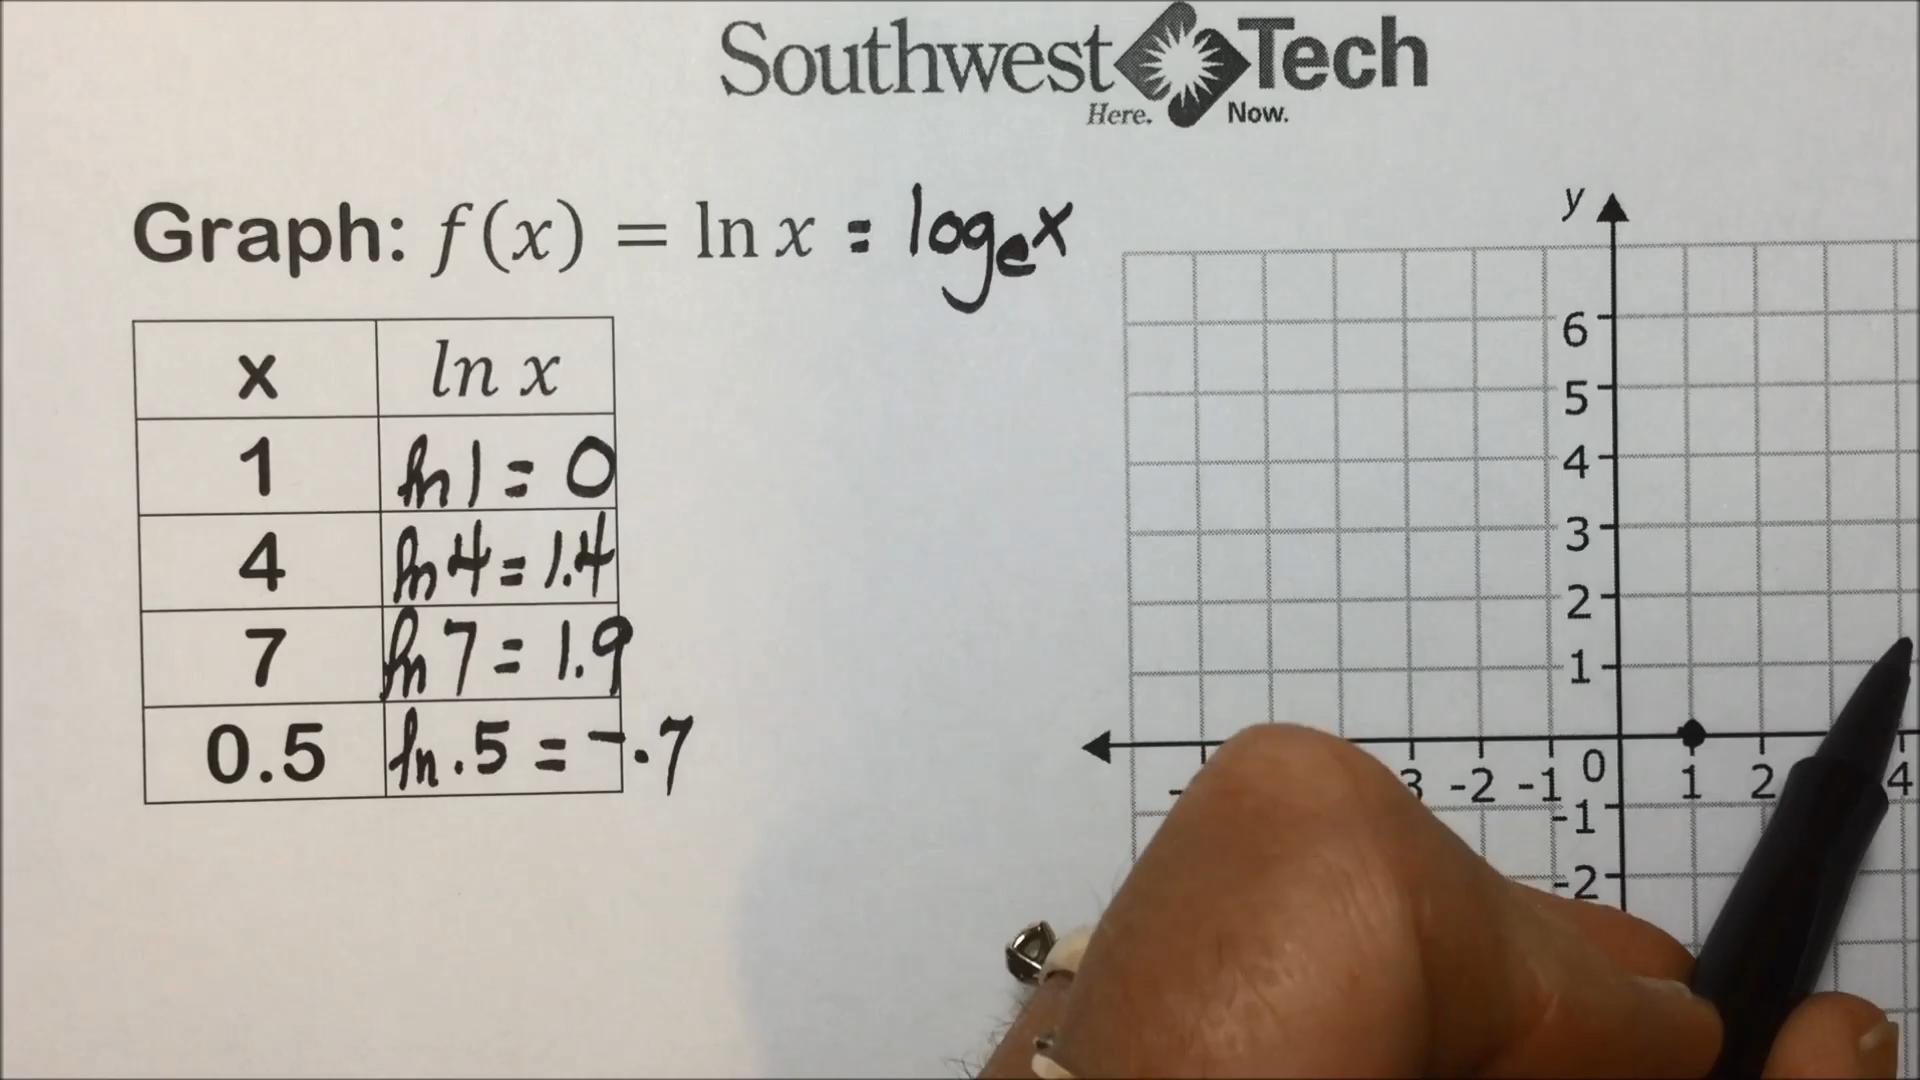 Southwest Tech
Here. Now.
Graph: f(x) = ln x = logₑx
x ln x
1 ln 1 = 0
4 ln 4 = 1.4
7 ln 7 = 1.9
0.5 ln .5 = -.7
y
6
5
4
3
2
1
3 -2 -1 0 1 2 4
-1
-2